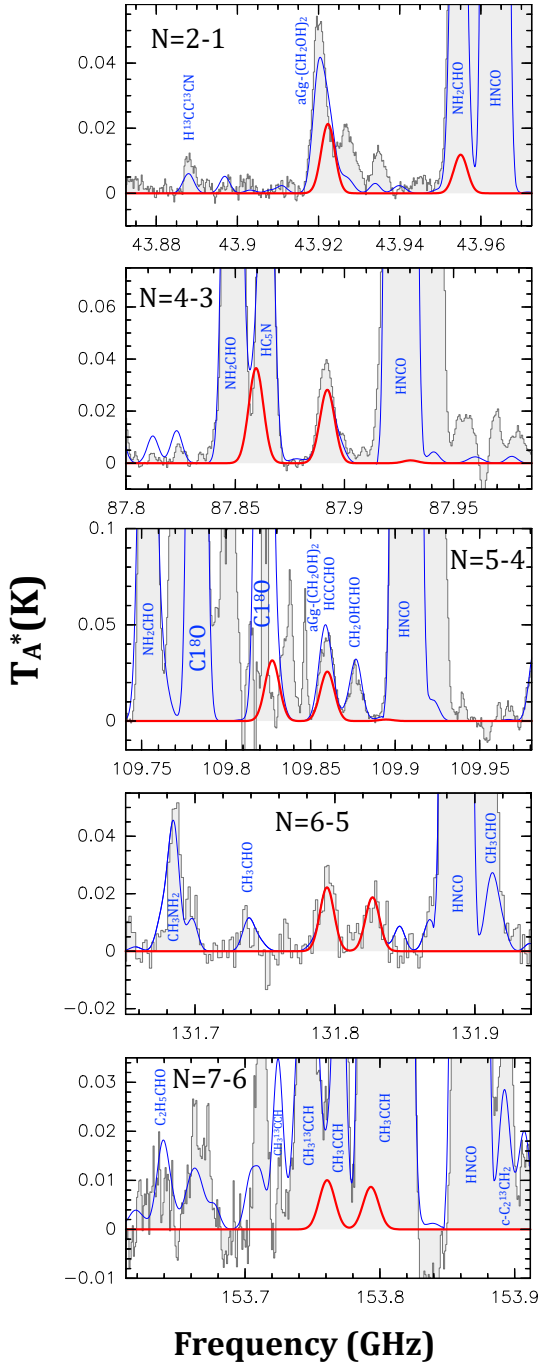 N=2-1
H¹³CC¹³CN
aGg-(CH₂OH)₂
NH₂CHO
HNCO
0.04
0.02
0
43.88
43.9
43.92
43.94
43.96
N=4-3
NH₂CHO
HC₅N
HNCO
0.06
0.04
0.02
0
87.8
87.85
87.9
87.95
N=5-4
NH₂CHO
C1⁸O
C1⁸O
aGg-(CH₂OH)₂
HCCCHO
CH₂OHCHO
HNCO
0.1
0.05
0
109.75
109.8
109.85
109.9
109.95
T_A*(K)
N=6-5
CH₃NH₂
CH₃CHO
HNCO
CH₃CHO
0.04
0.02
0
−0.02
131.7
131.8
131.9
N=7-6
C₂H₅CHO
CH₃¹³CCH
CH₃¹³CCH
CH₃CCH
CH₃CCH
HNCO
c-C₂¹³CH₂
0.03
0.02
0.01
0
−0.01
153.7
153.8
153.9
Frequency (GHz)